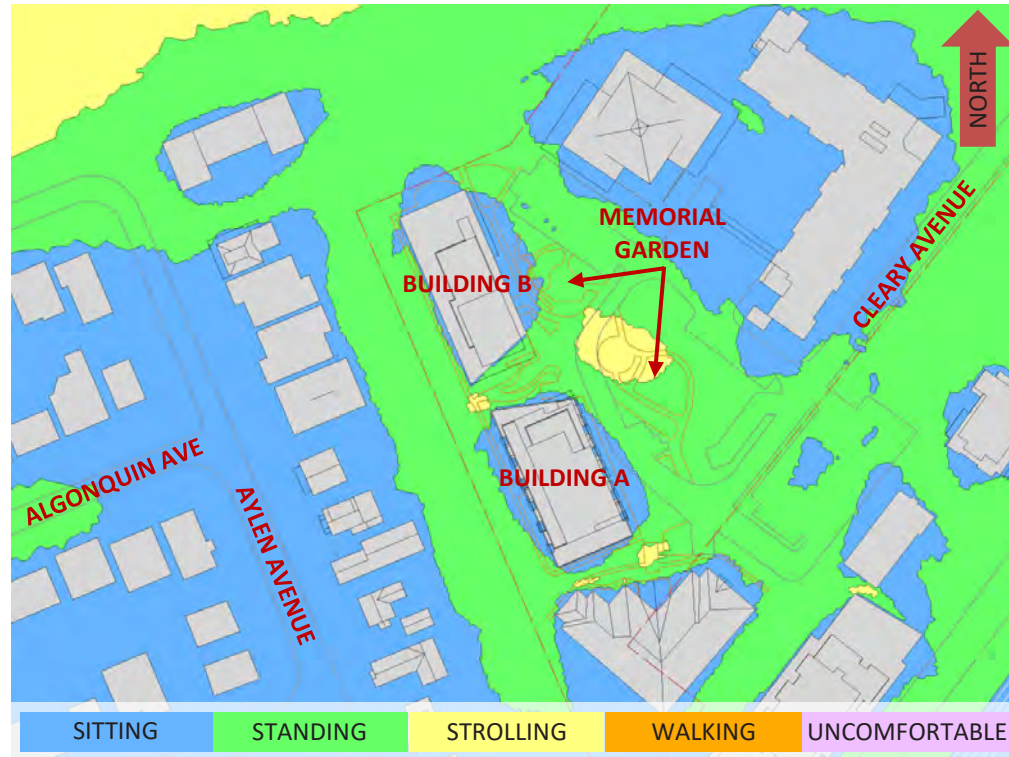 NORTH
MEMORIAL
GARDEN
CLEARY AVENUE
BUILDING B
BUILDING A
ALGONQUIN AVE
AYLEN AVENUE
SITTING
STANDING
STROLLING
WALKING
UNCOMFORTABLE